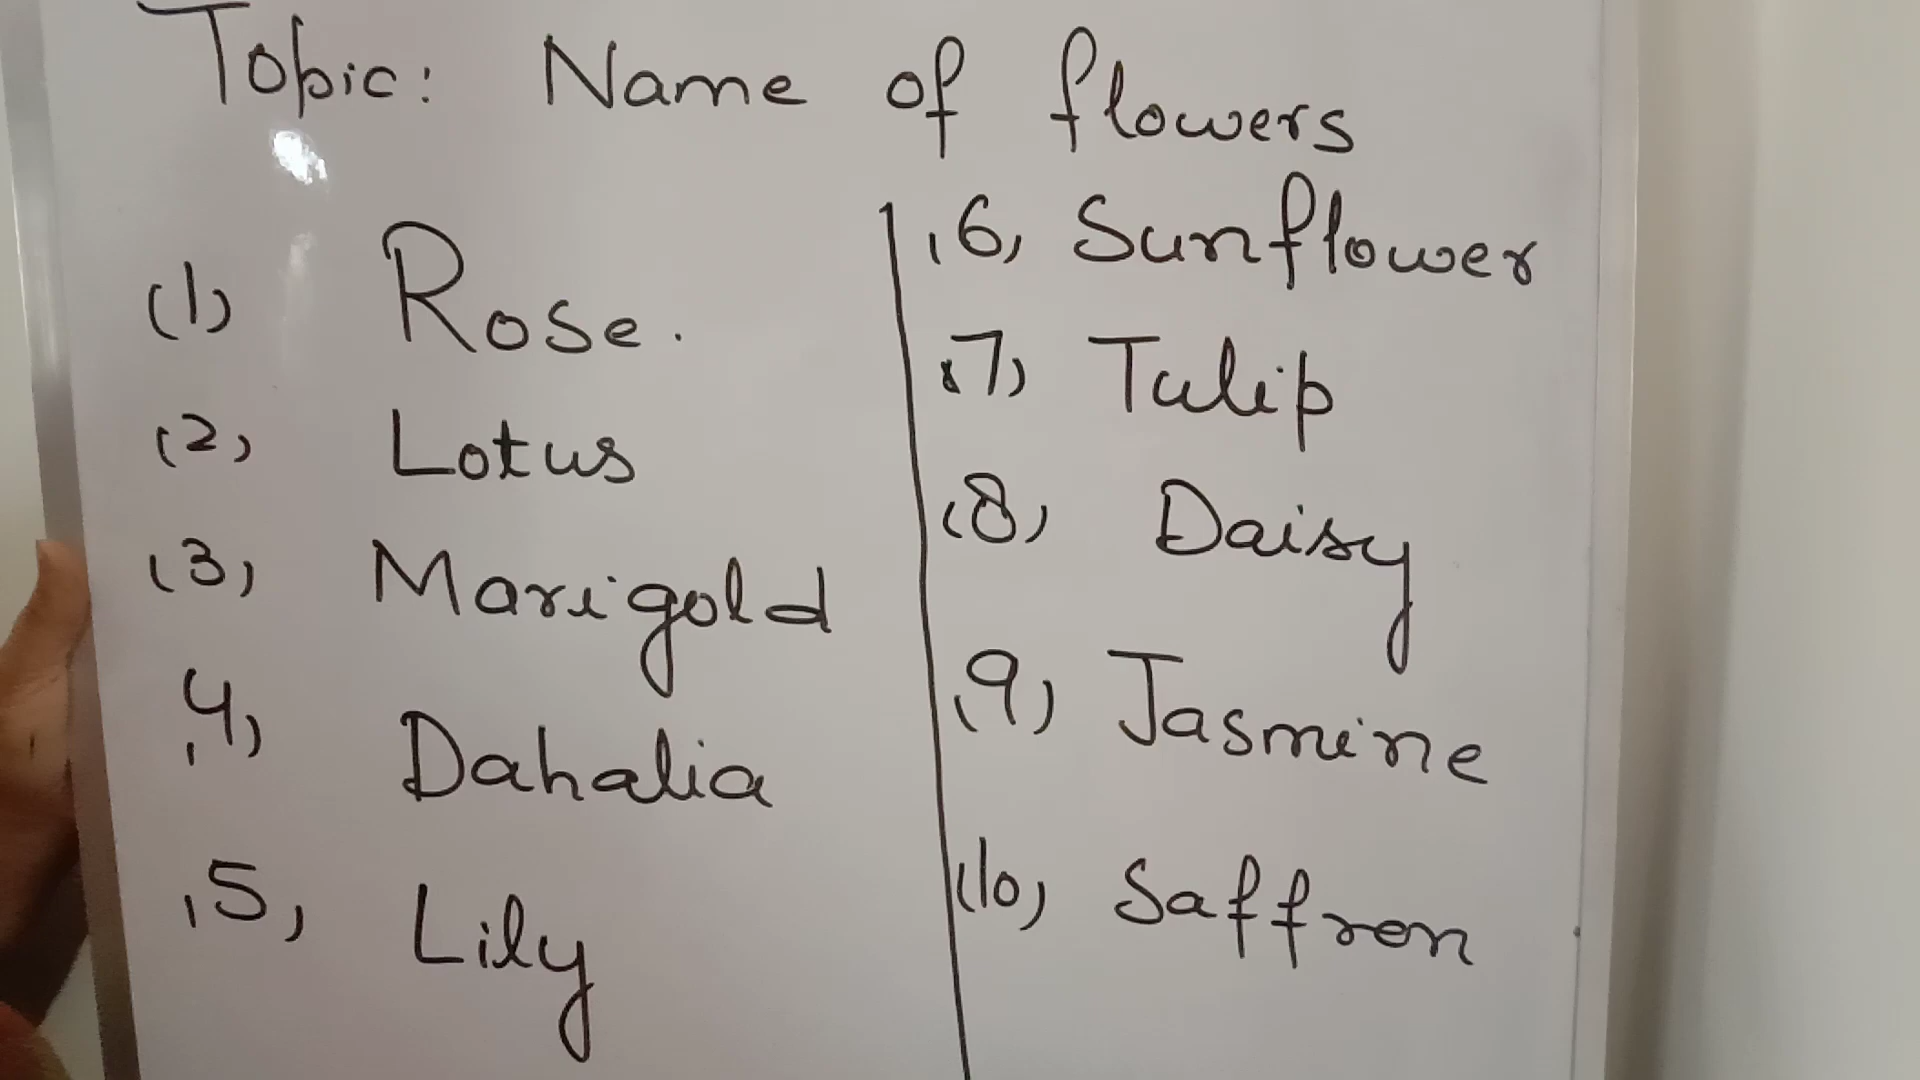 Topic: Name of flowers
(1) Rose.
(2) Lotus
(3) Marigold
(4) Dahalia
(5) Lily
(6) Sunflower
(7) Tulip
(8) Daisy
(9) Jasmine
(10) Saffren